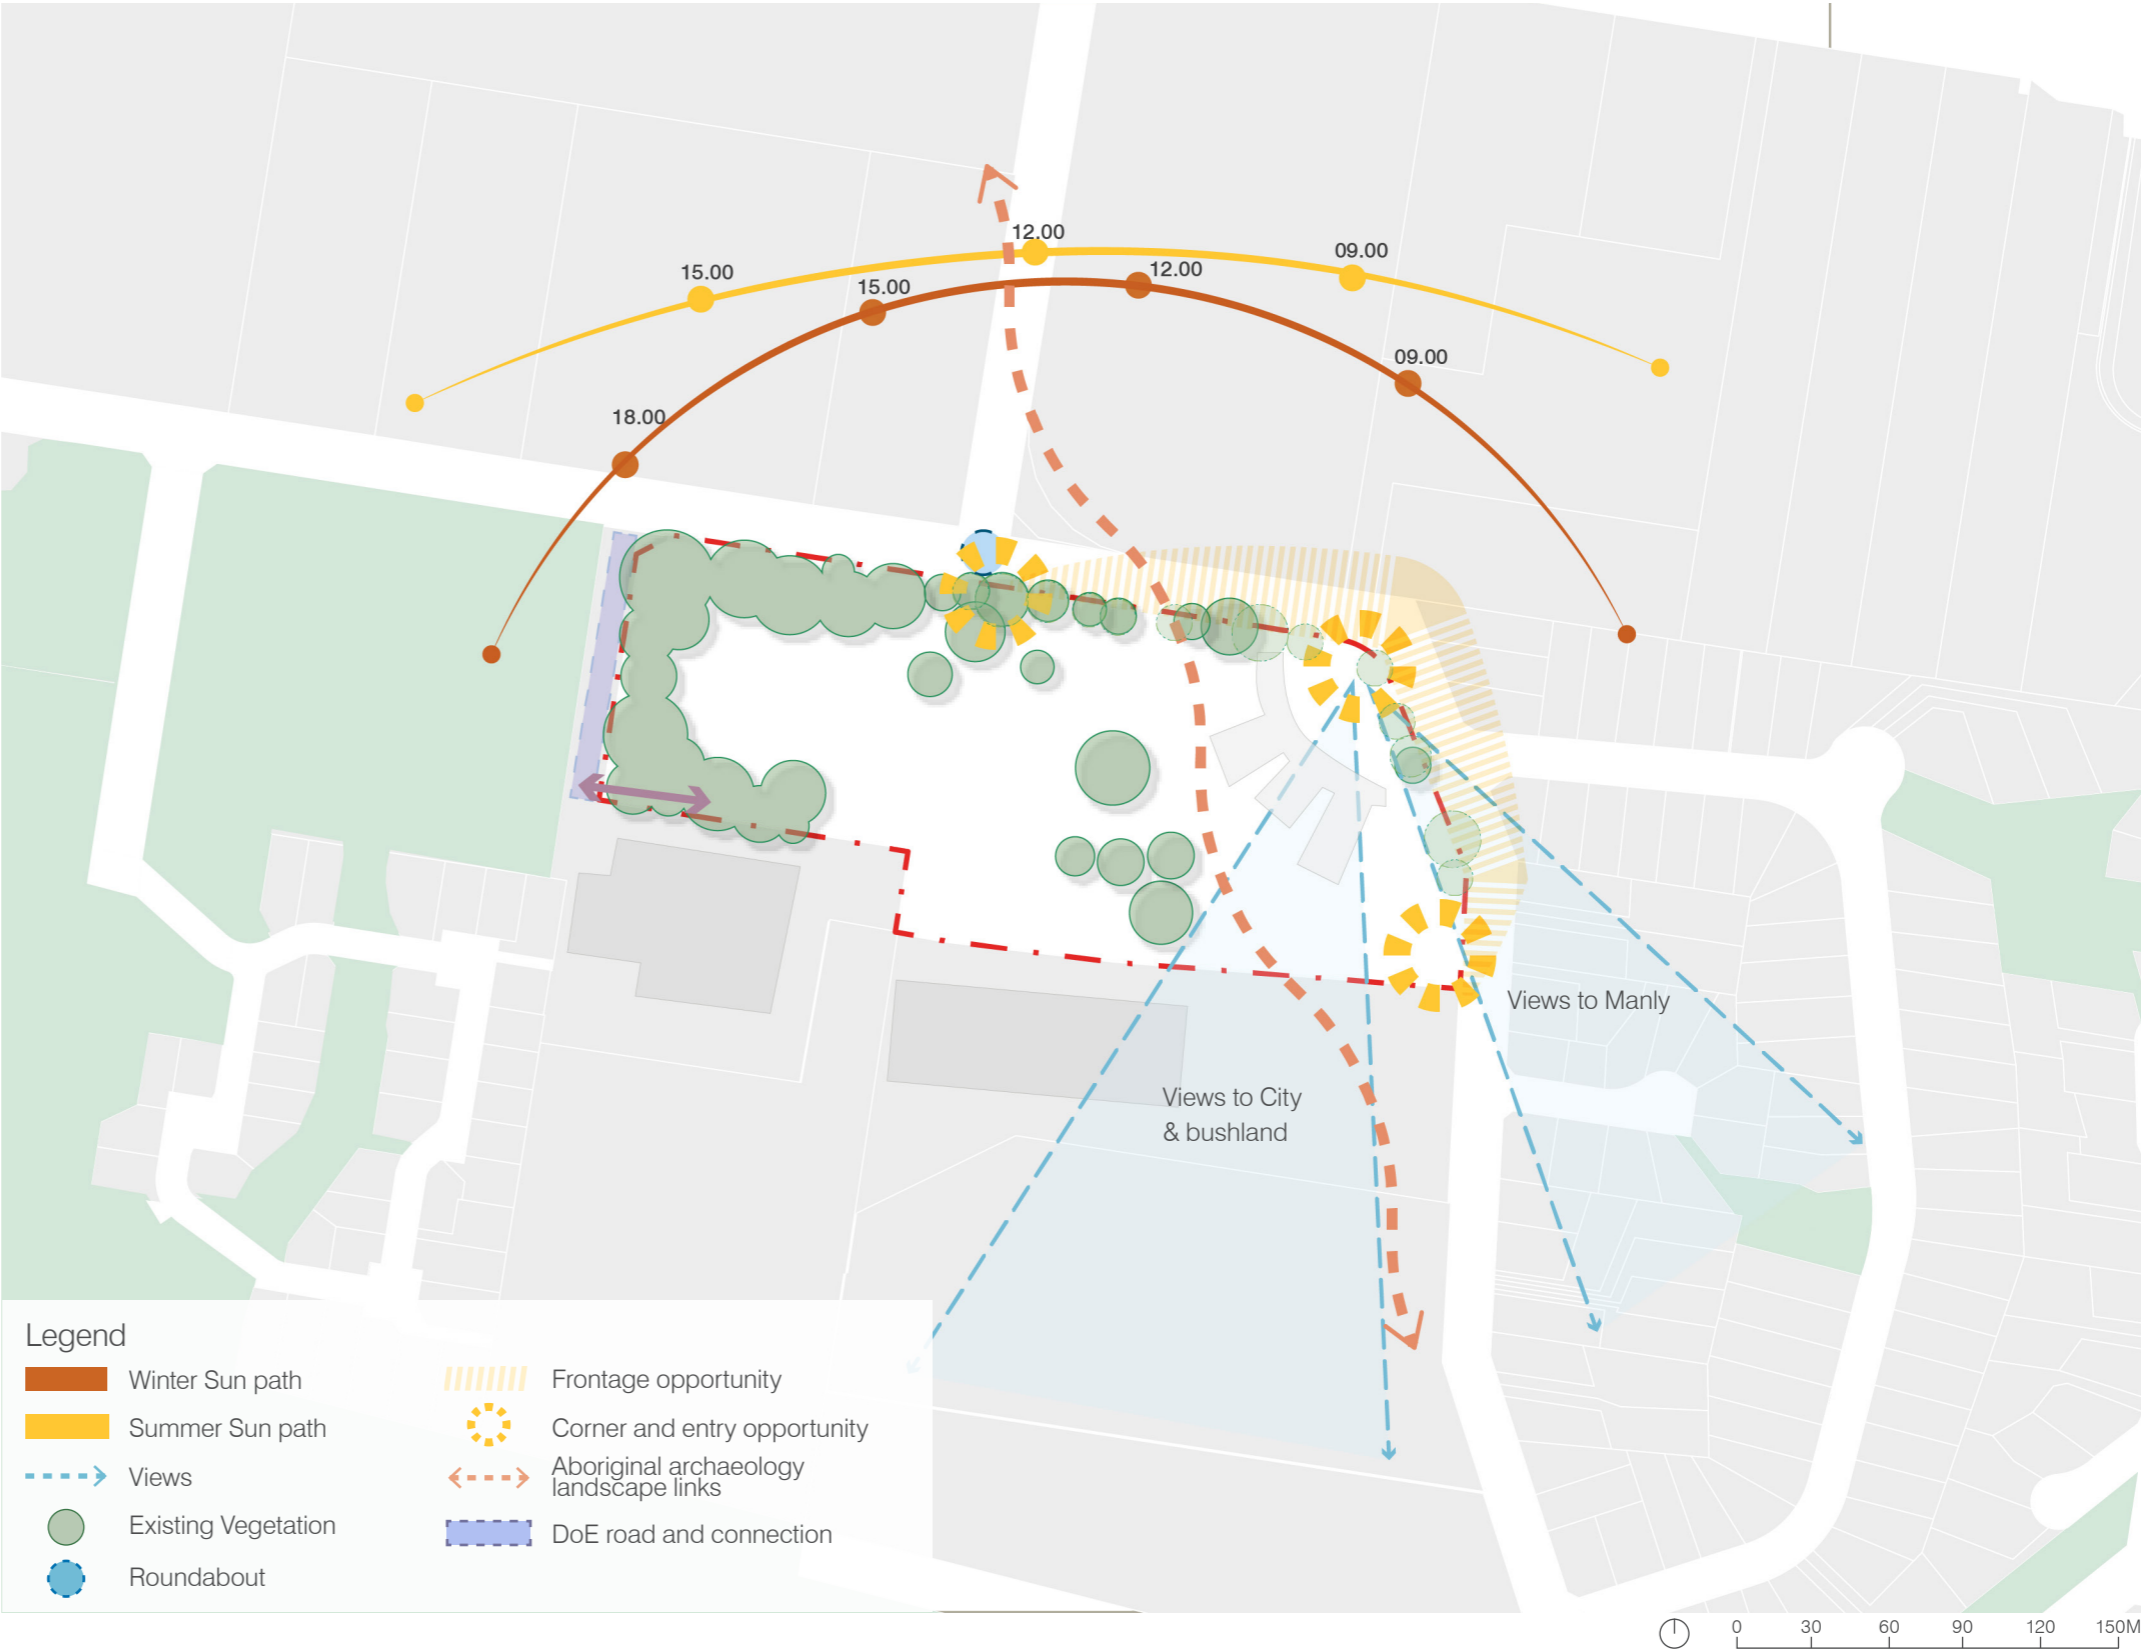 12.00
09.00
15.00
12.00
15.00
09.00
18.00
Views to Manly
Views to City
& bushland
Legend
Winter Sun path
Summer Sun path
Views
Existing Vegetation
Roundabout
Frontage opportunity
Corner and entry opportunity
Aboriginal archaeology
landscape links
DoE road and connection
0 30 60 90 120 150M